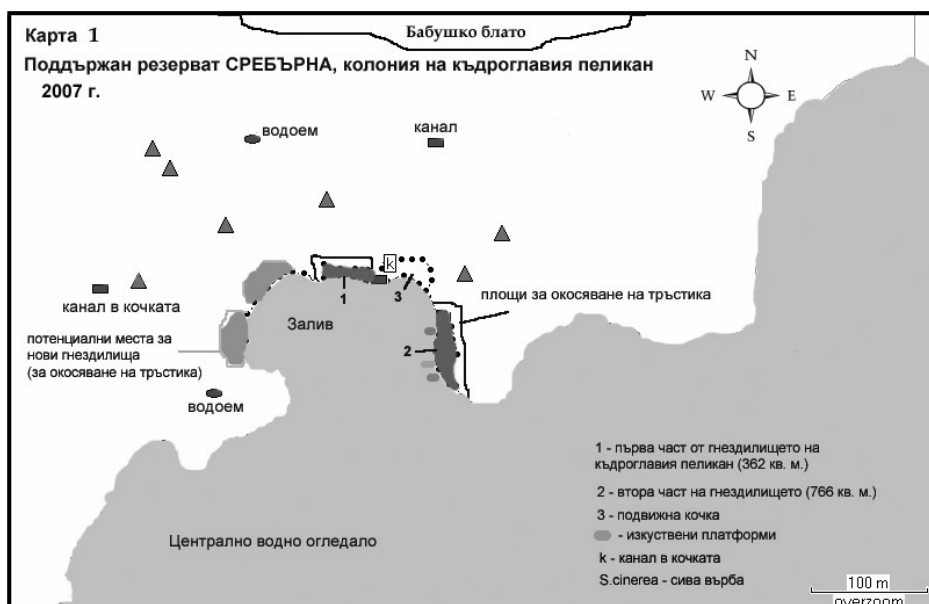 Бабушко блато
Карта 1
Поддържан резерват СРЕБЪРНА, колония на къдроглавия пеликан
2007 г.
N
W E
S
водоем
канал
k
канал в кочката
1
3
площи за окосяване на тръстика
Залив
потенциални места за
нови гнездилища
(за окосяване на тръстика)
2
водоем
1 - първа част от гнездилището на
къдроглавия пеликан (362 кв. м.)
2 - втора част на гнездилището (766 кв. м.)
3 - подвижна кочка
- изкуствени платформи
k - канал в кочката
S.cinerea - сива върба
Централно водно огледало
100 m
overzoom